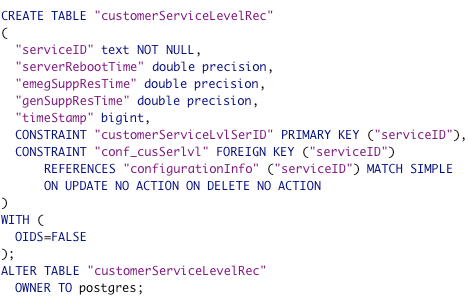 CREATE TABLE "customerServiceLevelRec"
(
"serviceID" text NOT NULL,
"serverRebootTime" double precision,
"emegSuppResTime" double precision,
"genSuppResTime" double precision,
"timeStamp" bigint,
CONSTRAINT "customerServiceLvlSerID" PRIMARY KEY ("serviceID"),
CONSTRAINT "conf_cusSerlvl" FOREIGN KEY ("serviceID")
REFERENCES "configurationInfo" ("serviceID") MATCH SIMPLE
ON UPDATE NO ACTION ON DELETE NO ACTION
)
WITH (
OIDS=FALSE
);
ALTER TABLE "customerServiceLevelRec"
OWNER TO postgres;